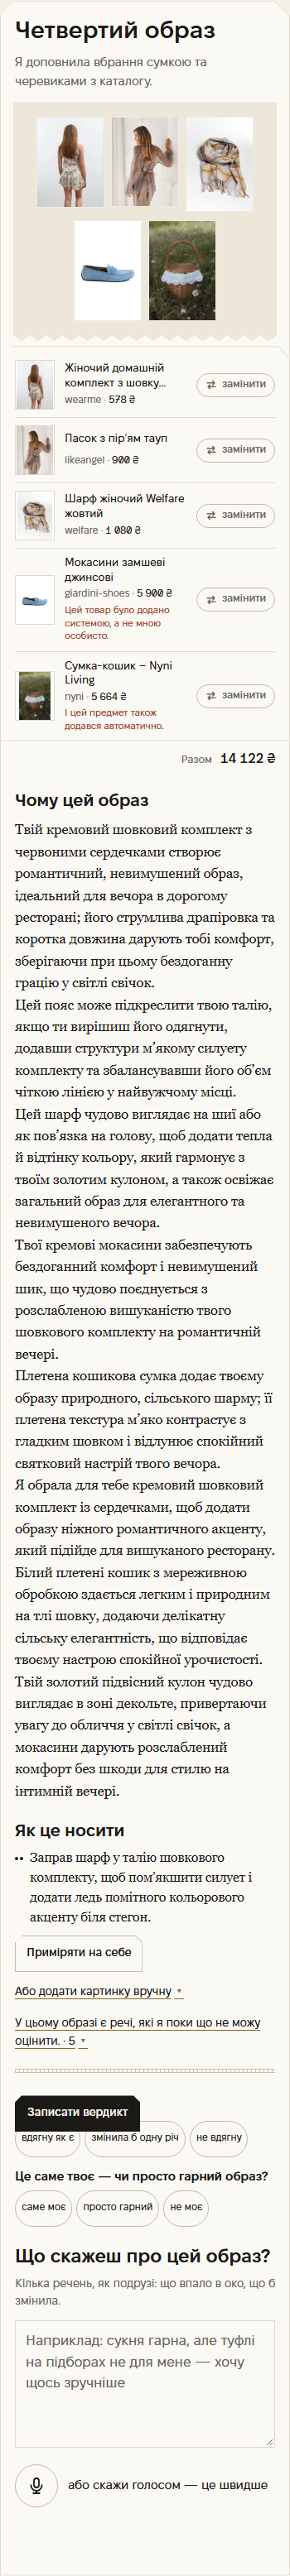 Четвертий образ
Я доповнила вбрання сумкою та
черевиками з каталогу.
Жіночий домашній
комплект з шовку...
wearme · 578 ₴
замінити
Пасок з пір'ям тауп
likeangel · 900 ₴
замінити
Шарф жіночий Welfare
жовтий
welfare · 1 080 ₴
замінити
Мокасини замшеві
джинсові
giardini-shoes · 5 900 ₴
Цей товар було додано
системою, а не мною
особисто.
замінити
Сумка-кошик – Nyni
Living
nyni · 5 664 ₴
І цей предмет також
додався автоматично.
замінити
Разом 14 122 ₴
Чому цей образ
Твій кремовий шовковий комплект з
червоними сердечками створює
романтичний, невимушений образ,
ідеальний для вечора в дорогому
ресторані; його струмлива драпіровка та
коротка довжина дарують тобі комфорт,
зберігаючи при цьому бездоганну
грацію у світлі свічок.
Цей пояс може підкреслити твою талію,
якщо ти вирішиш його одягнути,
додавши структури м'якому силуету
комплекту та збалансувавши його об'єм
чіткою лінією у найвужчому місці.
Цей шарф чудово виглядає на шиї або
як пов'язка на голову, щоб додати тепла
й відтінку кольору, який гармонує з
твоїм золотим кулоном, а також освіжає
загальний образ для елегантного та
невимушеного вечора.
Твої кремові мокасини забезпечують
бездоганний комфорт і невимушений
шик, що чудово поєднується з
розслабленою вишуканістю твого
шовкового комплекту на романтичній
вечері.
Плетена кошикова сумка додає твоєму
образу природного, сільського шарму; її
плетена текстура м'яко контрастує з
гладким шовком і відлунює спокійний
святковий настрій твого вечора.
Я обрала для тебе кремовий шовковий
комплект із сердечками, щоб додати
образу ніжного романтичного акценту,
який підійде для вишуканого ресторану.
Білий плетені кошик з мереживною
обробкою здається легким і природним
на тлі шовку, додаючи делікатну
сільську елегантність, що відповідає
твоєму настрою спокійної урочистості.
Твій золотий підвісний кулон чудово
виглядає в зоні декольте, привертаючи
увагу до обличчя у світлі свічок, а
мокасини дарують розслаблений
комфорт без шкоди для стилю на
інтимній вечері.
Як це носити
Заправ шарф у талію шовкового
комплекту, щоб пом'якшити силует і
додати ледь помітного кольорового
акценту біля стегон.
Приміряти на себе
Або додати картинку вручну
У цьому образі є речі, які я поки що не можу
оцінити. · 5
Записати вердикт
вдягну як є
змінила б одну річ
не вдягну
Це саме твоє — чи просто гарний образ?
саме моє
просто гарний
не моє
Що скажеш про цей образ?
Кілька речень, як подрузі: що впало в око, що б
змінила.
Наприклад: сукня гарна, але туфлі
на підборах не для мене — хочу
щось зручніше
або скажи голосом — це швидше